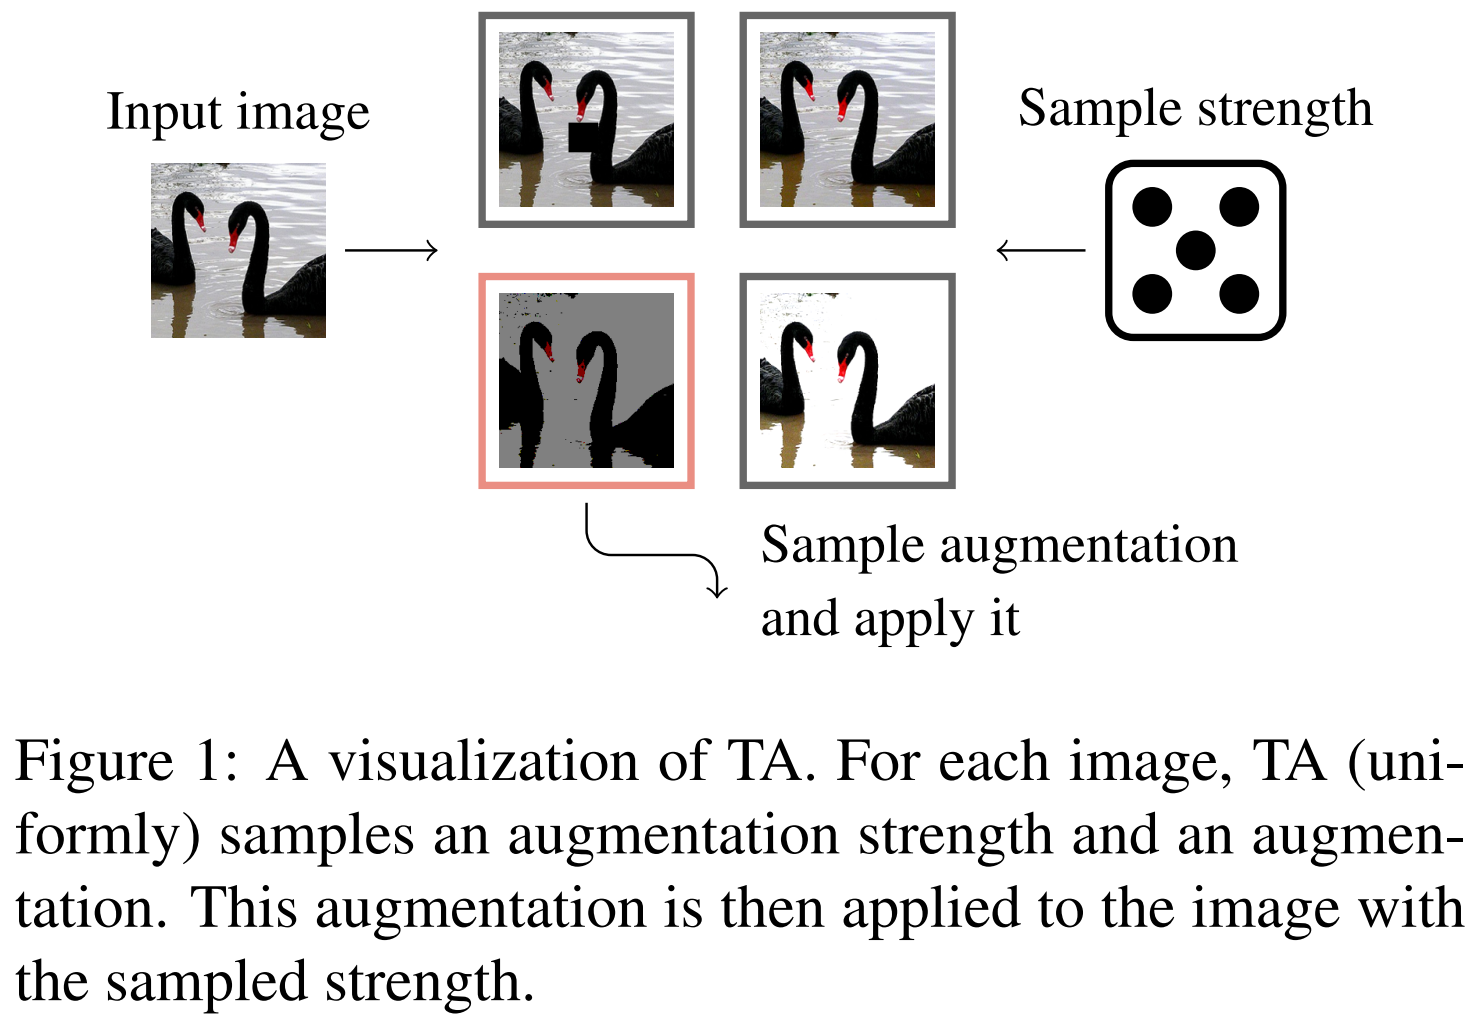 Input image
Sample strength
Sample augmentation
and apply it
Figure 1: A visualization of TA. For each image, TA (uni-
formly) samples an augmentation strength and an augmen-
tation. This augmentation is then applied to the image with
the sampled strength.